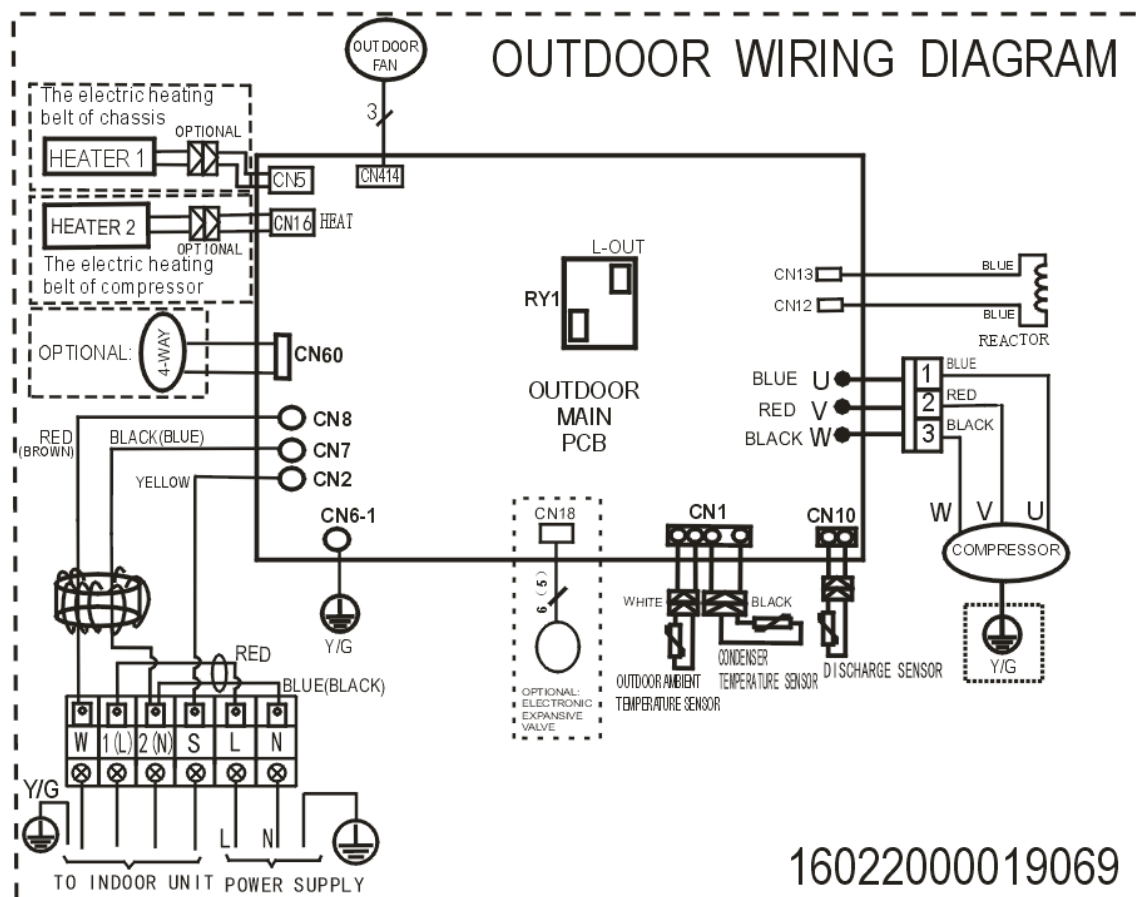 OUTDOOR WIRING DIAGRAM
OUTDOOR
FAN
3
CN414
The electric heating
belt of chassis
OPTIONAL
HEATER 1
CN5
HEATER 2
CN16 HEAT
OPTIONAL
The electric heating
belt of compressor
OPTIONAL:
4-WAY
CN60
L-OUT
RY1
OUTDOOR
MAIN
PCB
CN13
BLUE
CN12
BLUE
REACTOR
BLUE U
1
BLUE
RED V
2
RED
BLACK W
3
BLACK
W V U
COMPRESSOR
Y/G
RED
(BROWN)
CN8
BLACK(BLUE)
CN7
YELLOW
CN2
CN6-1
Y/G
CN18
6 (5)
OPTIONAL:
ELECTRONIC
EXPANSIVE
VALVE
CN1
WHITE
BLACK
OUTDOOR AMBIENT
TEMPERATURE SENSOR
CONDENSER
TEMPERATURE SENSOR
CN10
DISCHARGE SENSOR
RED
BLUE(BLACK)
W 1(L) 2(N) S L N
Y/G
L N
TO INDOOR UNIT POWER SUPPLY
16022000019069